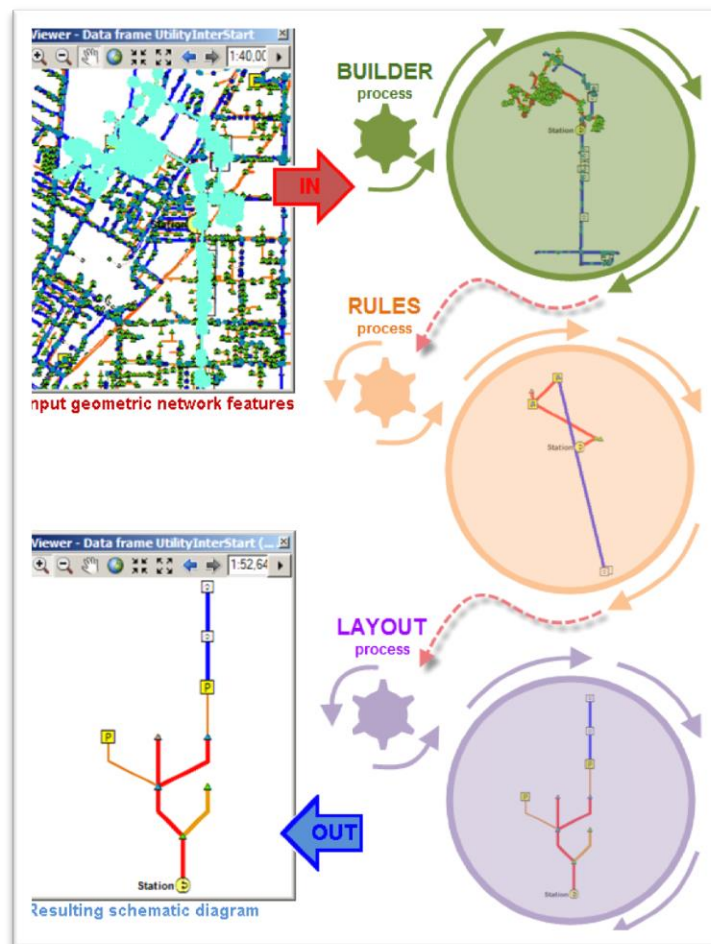 Viewer - Data frame UtilityInterStart
1:40,00
Station
IN
nput geometric network features
BUILDER
process
Station
RULES
process
A
A
Station
Viewer - Data frame UtilityInterStart (...
1:52,64
P
P
Station
Resulting schematic diagram
OUT
LAYOUT
process
P
P
Station